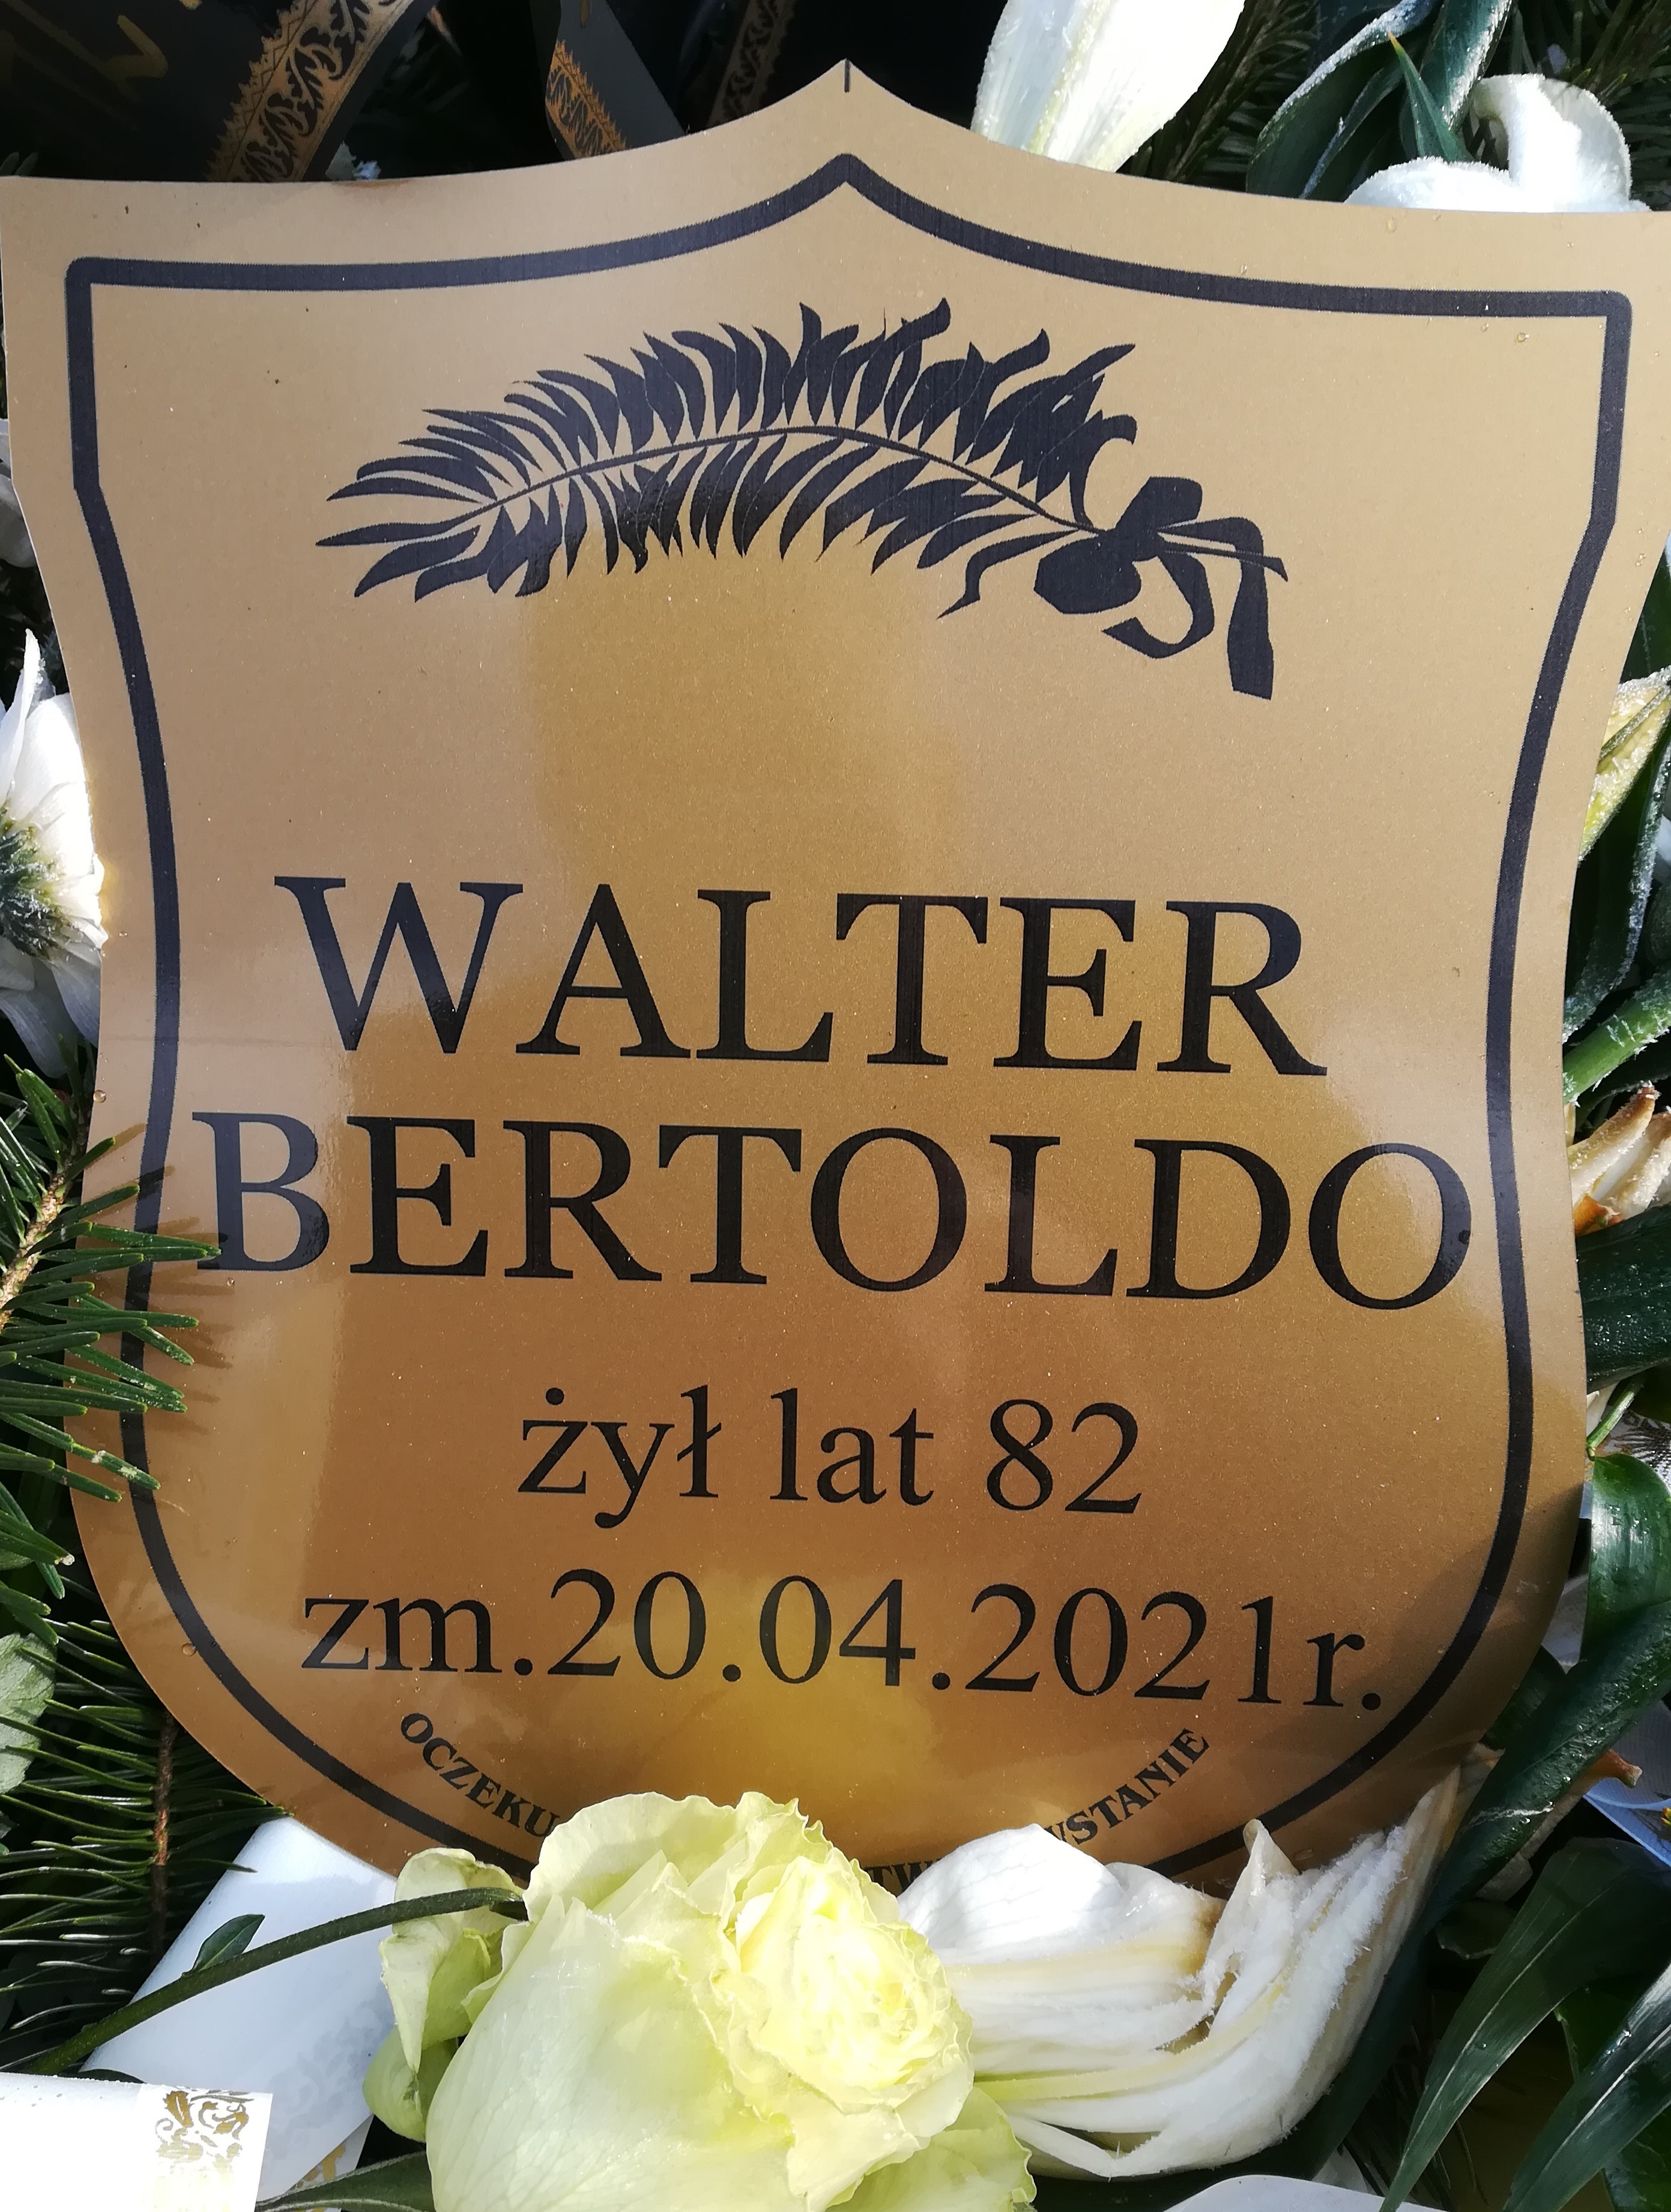 WALTER
BERTOLDO
żył lat 82
zm.20.04.2021r.